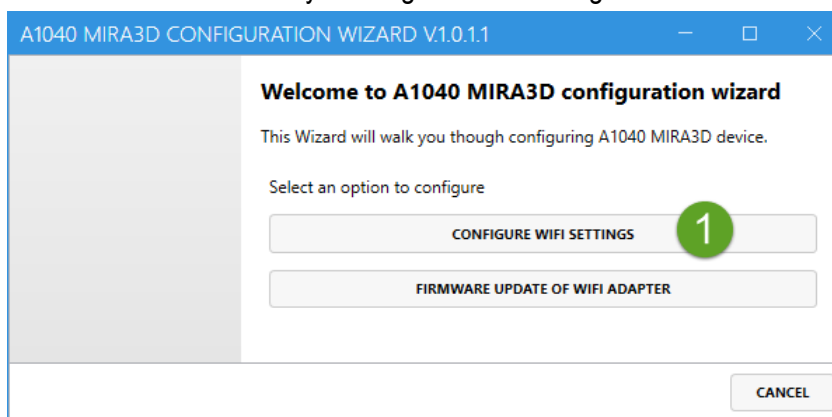 A1040 MIRA3D CONFIGURATION WIZARD V.1.0.1.1
Welcome to A1040 MIRA3D configuration wizard
This Wizard will walk you though configuring A1040 MIRA3D device.
Select an option to configure
CONFIGURE WIFI SETTINGS
1
FIRMWARE UPDATE OF WIFI ADAPTER
CANCEL